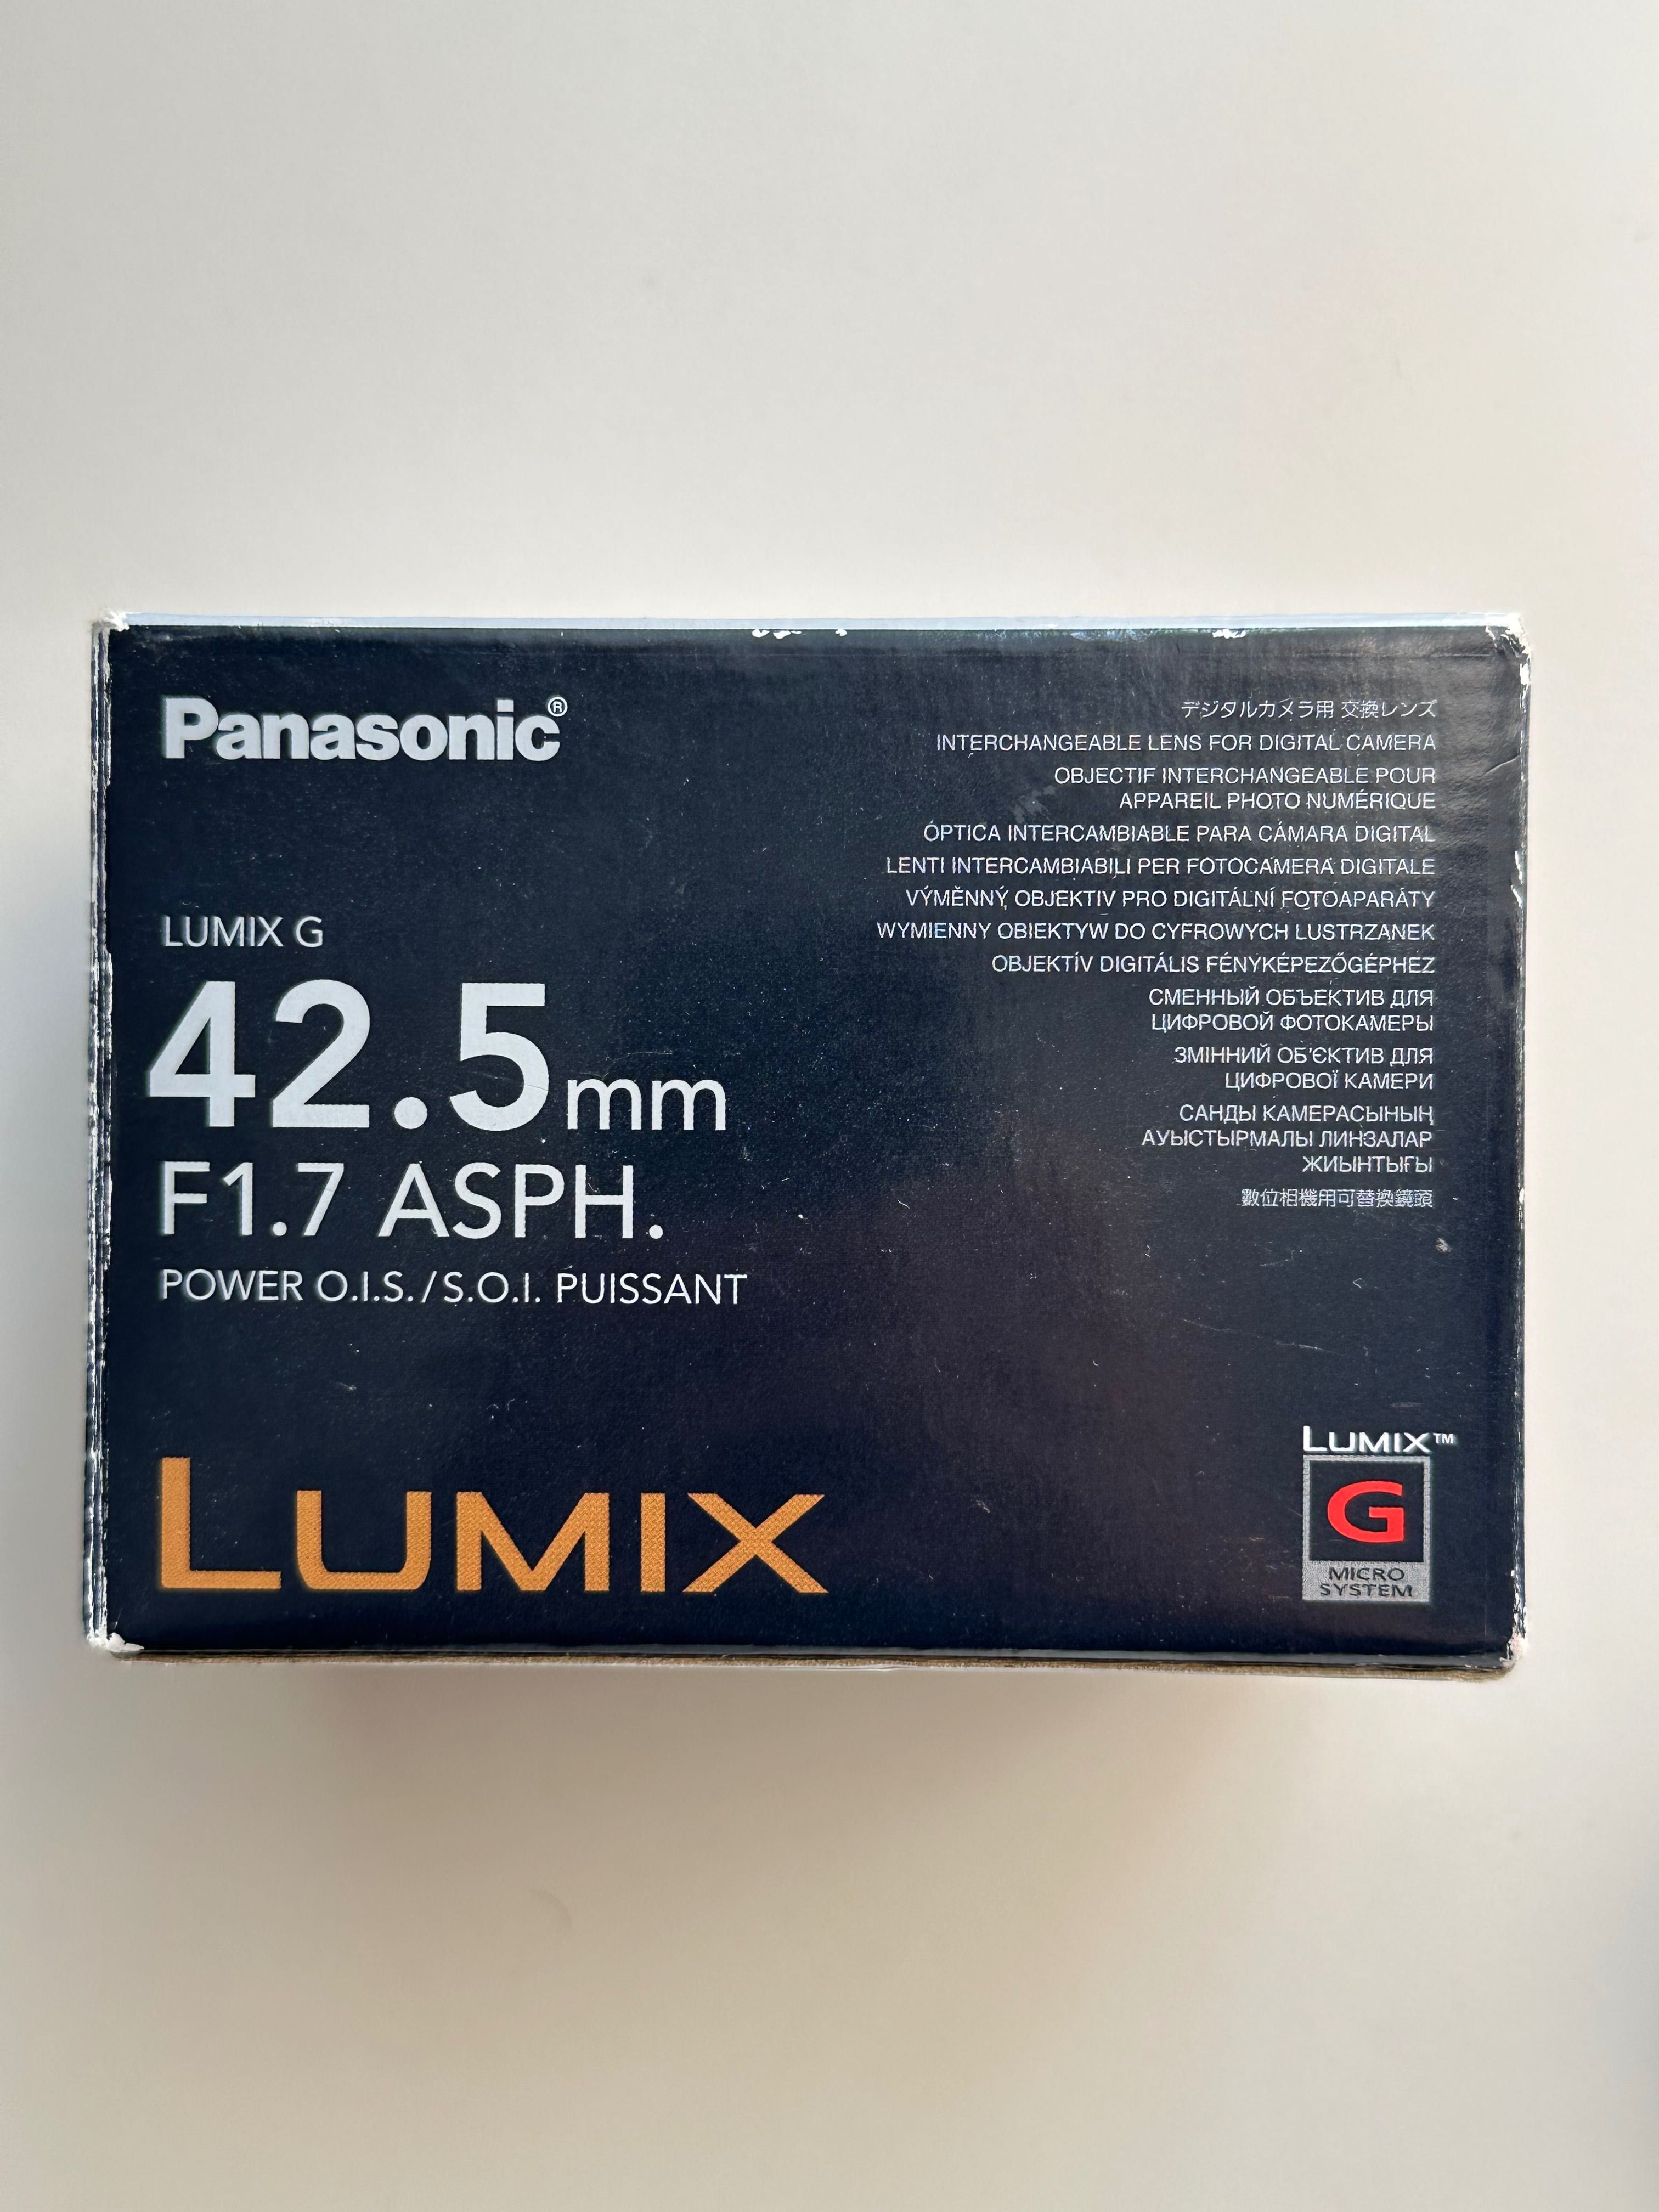 Panasonic®
LUMIX G
42.5mm
F1.7 ASPH.
POWER O.I.S./S.O.I. PUISSANT
LUMIX
デジタルカメラ用 交換レンズ
INTERCHANGEABLE LENS FOR DIGITAL CAMERA
OBJECTIF INTERCHANGEABLE POUR
APPAREIL PHOTO NUMÉRIQUE
ÓPTICA INTERCAMBIABLE PARA CÁMARA DIGITAL
LENTI INTERCAMBIABILI PER FOTOCAMERA DIGITALE
VÝMĚNNÝ OBJEKTIV PRO DIGITÁLNÍ FOTOAPARÁTY
WYMIENNY OBIEKTYW DO CYFROWYCH LUSTRZANEK
OBJEKTÍV DIGITÁLIS FÉNYKÉPEZŐGÉPHEZ
СМЕННЫЙ ОБЪЕКТИВ ДЛЯ
ЦИФРОВОЙ ФОТОКАМЕРЫ
ЗМІННИЙ ОБ'ЄКТИВ ДЛЯ
ЦИФРОВОЇ КАМЕРИ
САНДЫ КАМЕРАСЫНЫҢ
АУЫСТЫРМАЛЫ ЛИНЗАЛАР
ЖИЫНТЫҒЫ
數位相機用可替換鏡頭
LUMIX™
G
MICRO
SYSTEM